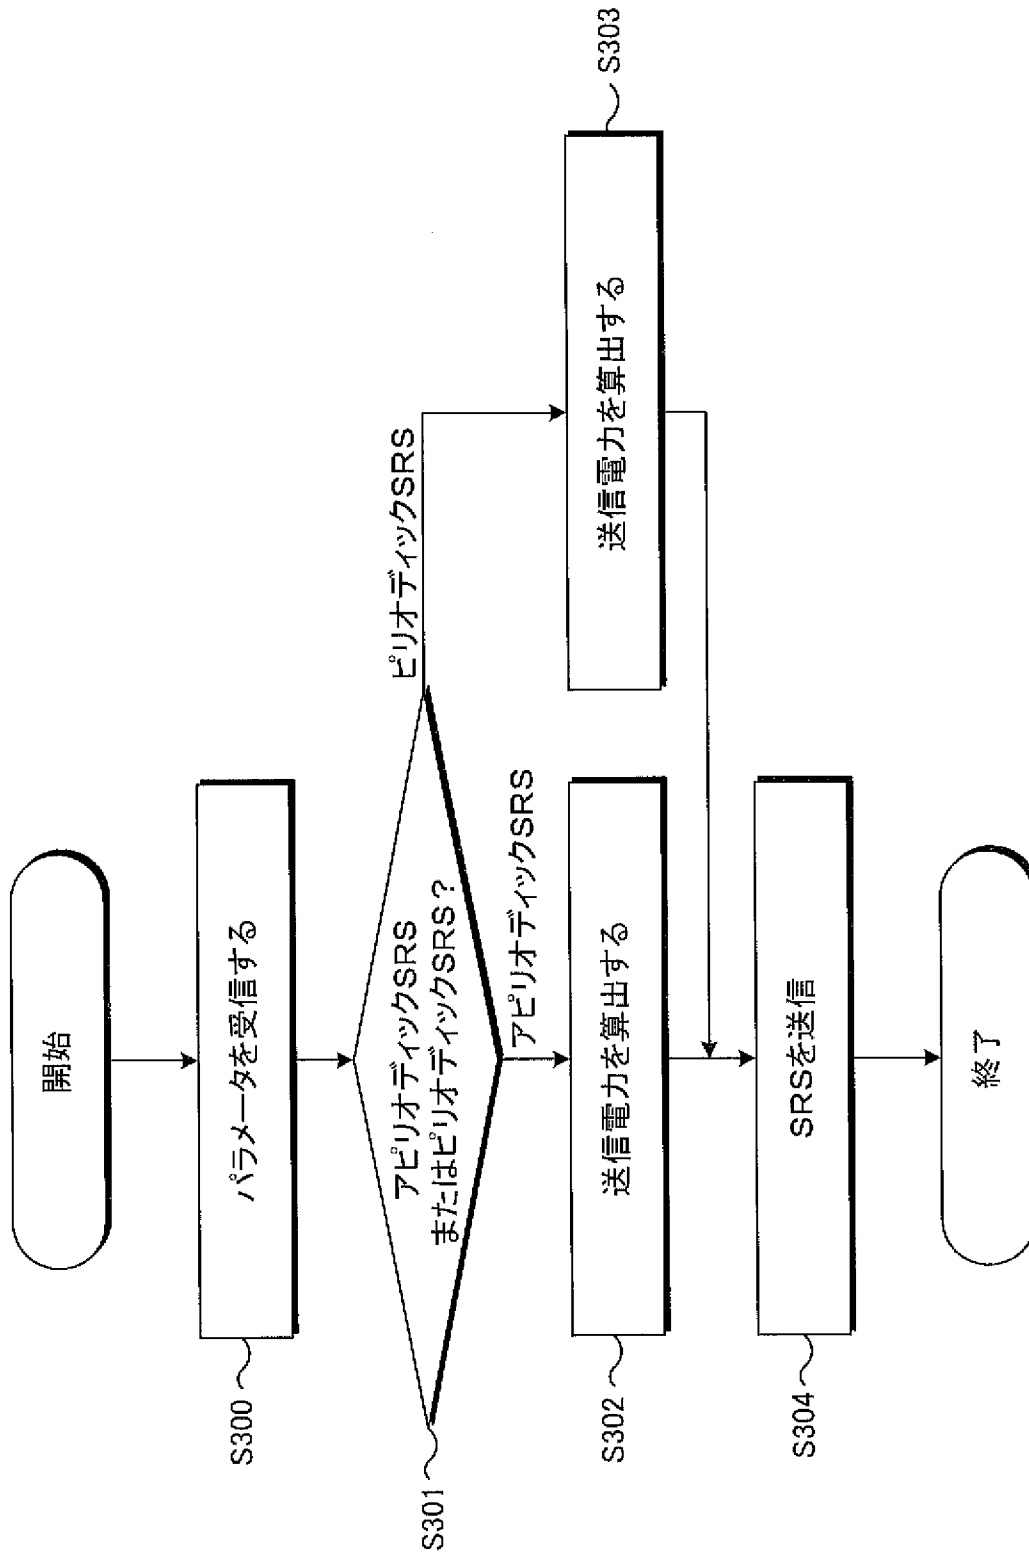 開始
パラメータを受信する
S300
アピリオディックSRS
またはピリオディックSRS?
S301
ピリオディックSRS
アピリオディックSRS
送信電力を算出する
S302
送信電力を算出する
S303
SRSを送信
S304
終了